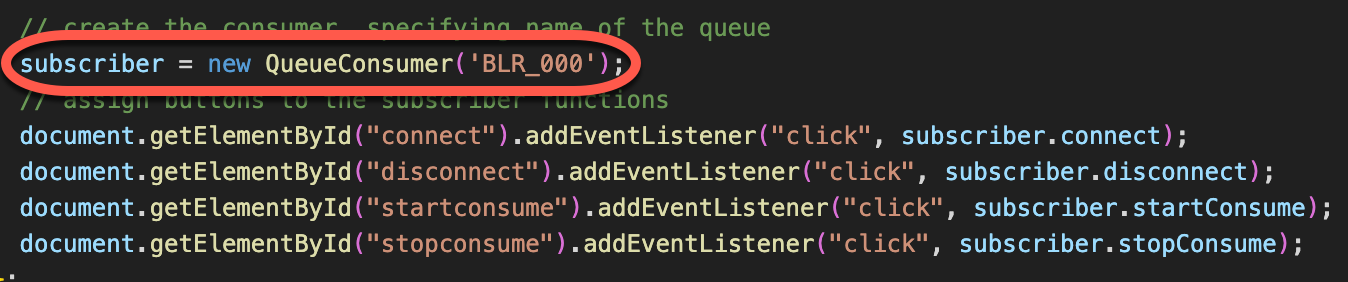 // create the consumer, specifying name of the queue
subscriber = new QueueConsumer('BLR_000');
// assign buttons to the subscriber functions
document.getElementById("connect").addEventListener("click", subscriber.connect);
document.getElementById("disconnect").addEventListener("click", subscriber.disconnect);
document.getElementById("startconsume").addEventListener("click", subscriber.startConsume);
document.getElementById("stopconsume").addEventListener("click", subscriber.stopConsume);